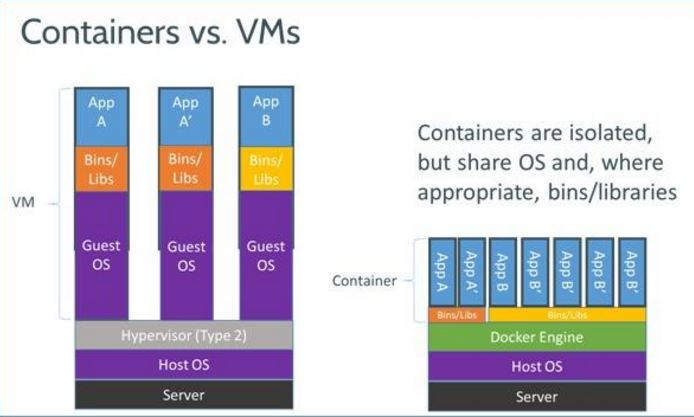 Containers vs. VMs
App
A
App
A'
App
B
Bins/
Libs
Bins/
Libs
Bins/
Libs
VM
Guest
OS
Guest
OS
Guest
OS
Hypervisor (Type 2)
Host OS
Server
Containers are isolated,
but share OS and, where
appropriate, bins/libraries
Container
App A
App A'
App B
App B'
App B'
App B'
App B'
Bins/Libs
Bins/Libs
Docker Engine
Host OS
Server